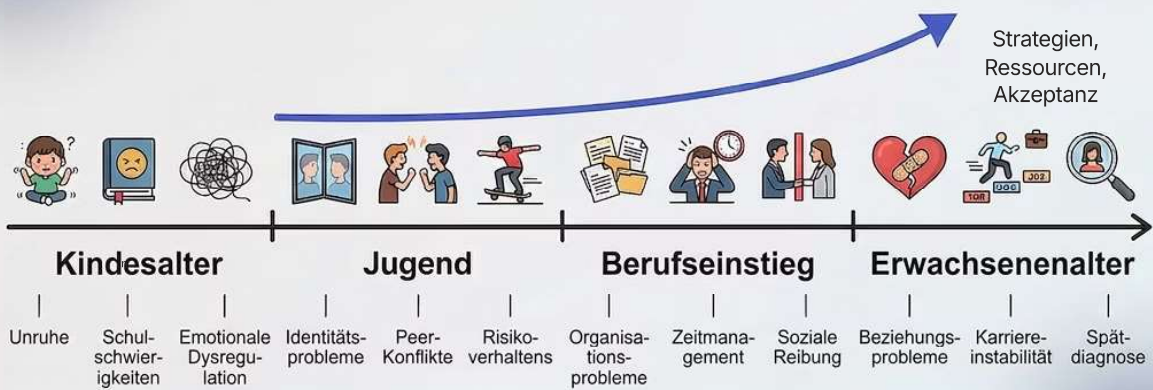 Strategien,
Ressourcen,
Akzeptanz
Kindesalter
Jugend
Berufseinstieg
Erwachsenenalter
Unruhe
Schul-
schwier-
igkeiten
Emotionale
Dysregu-
lation
Identitäts-
probleme
Peer-
Konflikte
Risiko-
verhaltens
Organisa-
tions-
probleme
Zeitmana-
gement
Soziale
Reibung
Beziehungs-
probleme
Karriere-
instabilität
Spät-
diagnose